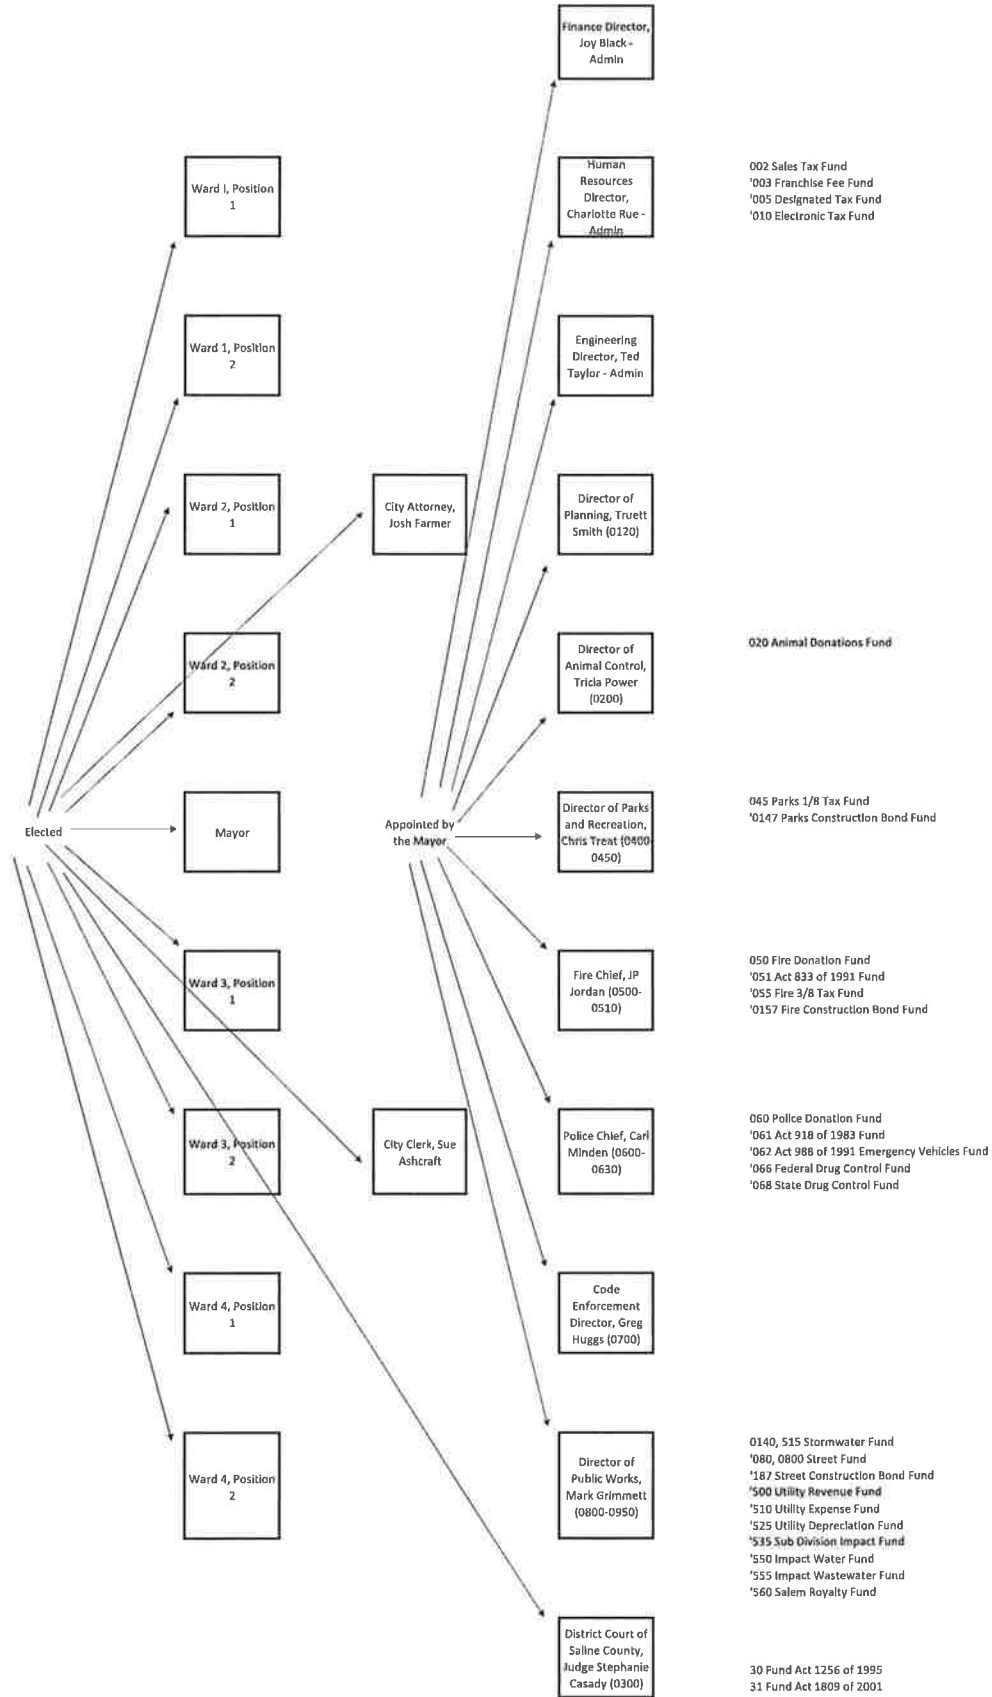 Finance Director,
Joy Black -
Admin
Human
Resources
Director,
Charlotte Rue -
Admin
002 Sales Tax Fund
'003 Franchise Fee Fund
'005 Designated Tax Fund
'010 Electronic Tax Fund
Ward I, Position
1
Ward 1, Position
2
Engineering
Director, Ted
Taylor - Admin
Ward 2, Position
1
City Attorney,
Josh Farmer
Director of
Planning, Truett
Smith (0120)
Ward 2, Position
2
Director of
Animal Control,
Tricia Power
(0200)
020 Animal Donations Fund
Elected
Mayor
Appointed by
the Mayor
Director of Parks
and Recreation,
Chris Treat (0400-
0450)
045 Parks 1/8 Tax Fund
'0147 Parks Construction Bond Fund
Ward 3, Position
1
Fire Chief, JP
Jordan (0500-
0510)
050 Fire Donation Fund
'051 Act 833 of 1991 Fund
'055 Fire 3/8 Tax Fund
'0157 Fire Construction Bond Fund
Ward 3, Position
2
City Clerk, Sue
Ashcraft
Police Chief, Carl
Minden (0600-
0630)
060 Police Donation Fund
'061 Act 918 of 1983 Fund
'062 Act 988 of 1991 Emergency Vehicles Fund
'066 Federal Drug Control Fund
'068 State Drug Control Fund
Ward 4, Position
1
Code
Enforcement
Director, Greg
Huggs (0700)
Ward 4, Position
2
Director of
Public Works,
Mark Grimmett
(0800-0950)
0140, 515 Stormwater Fund
'080, 0800 Street Fund
'187 Street Construction Bond Fund
'500 Utility Revenue Fund
'510 Utility Expense Fund
'525 Utility Depreciation Fund
'535 Sub Division Impact Fund
'550 Impact Water Fund
'555 Impact Wastewater Fund
'560 Salem Royalty Fund
District Court of
Saline County,
Judge Stephanie
Casady (0300)
30 Fund Act 1256 of 1995
31 Fund Act 1809 of 2001